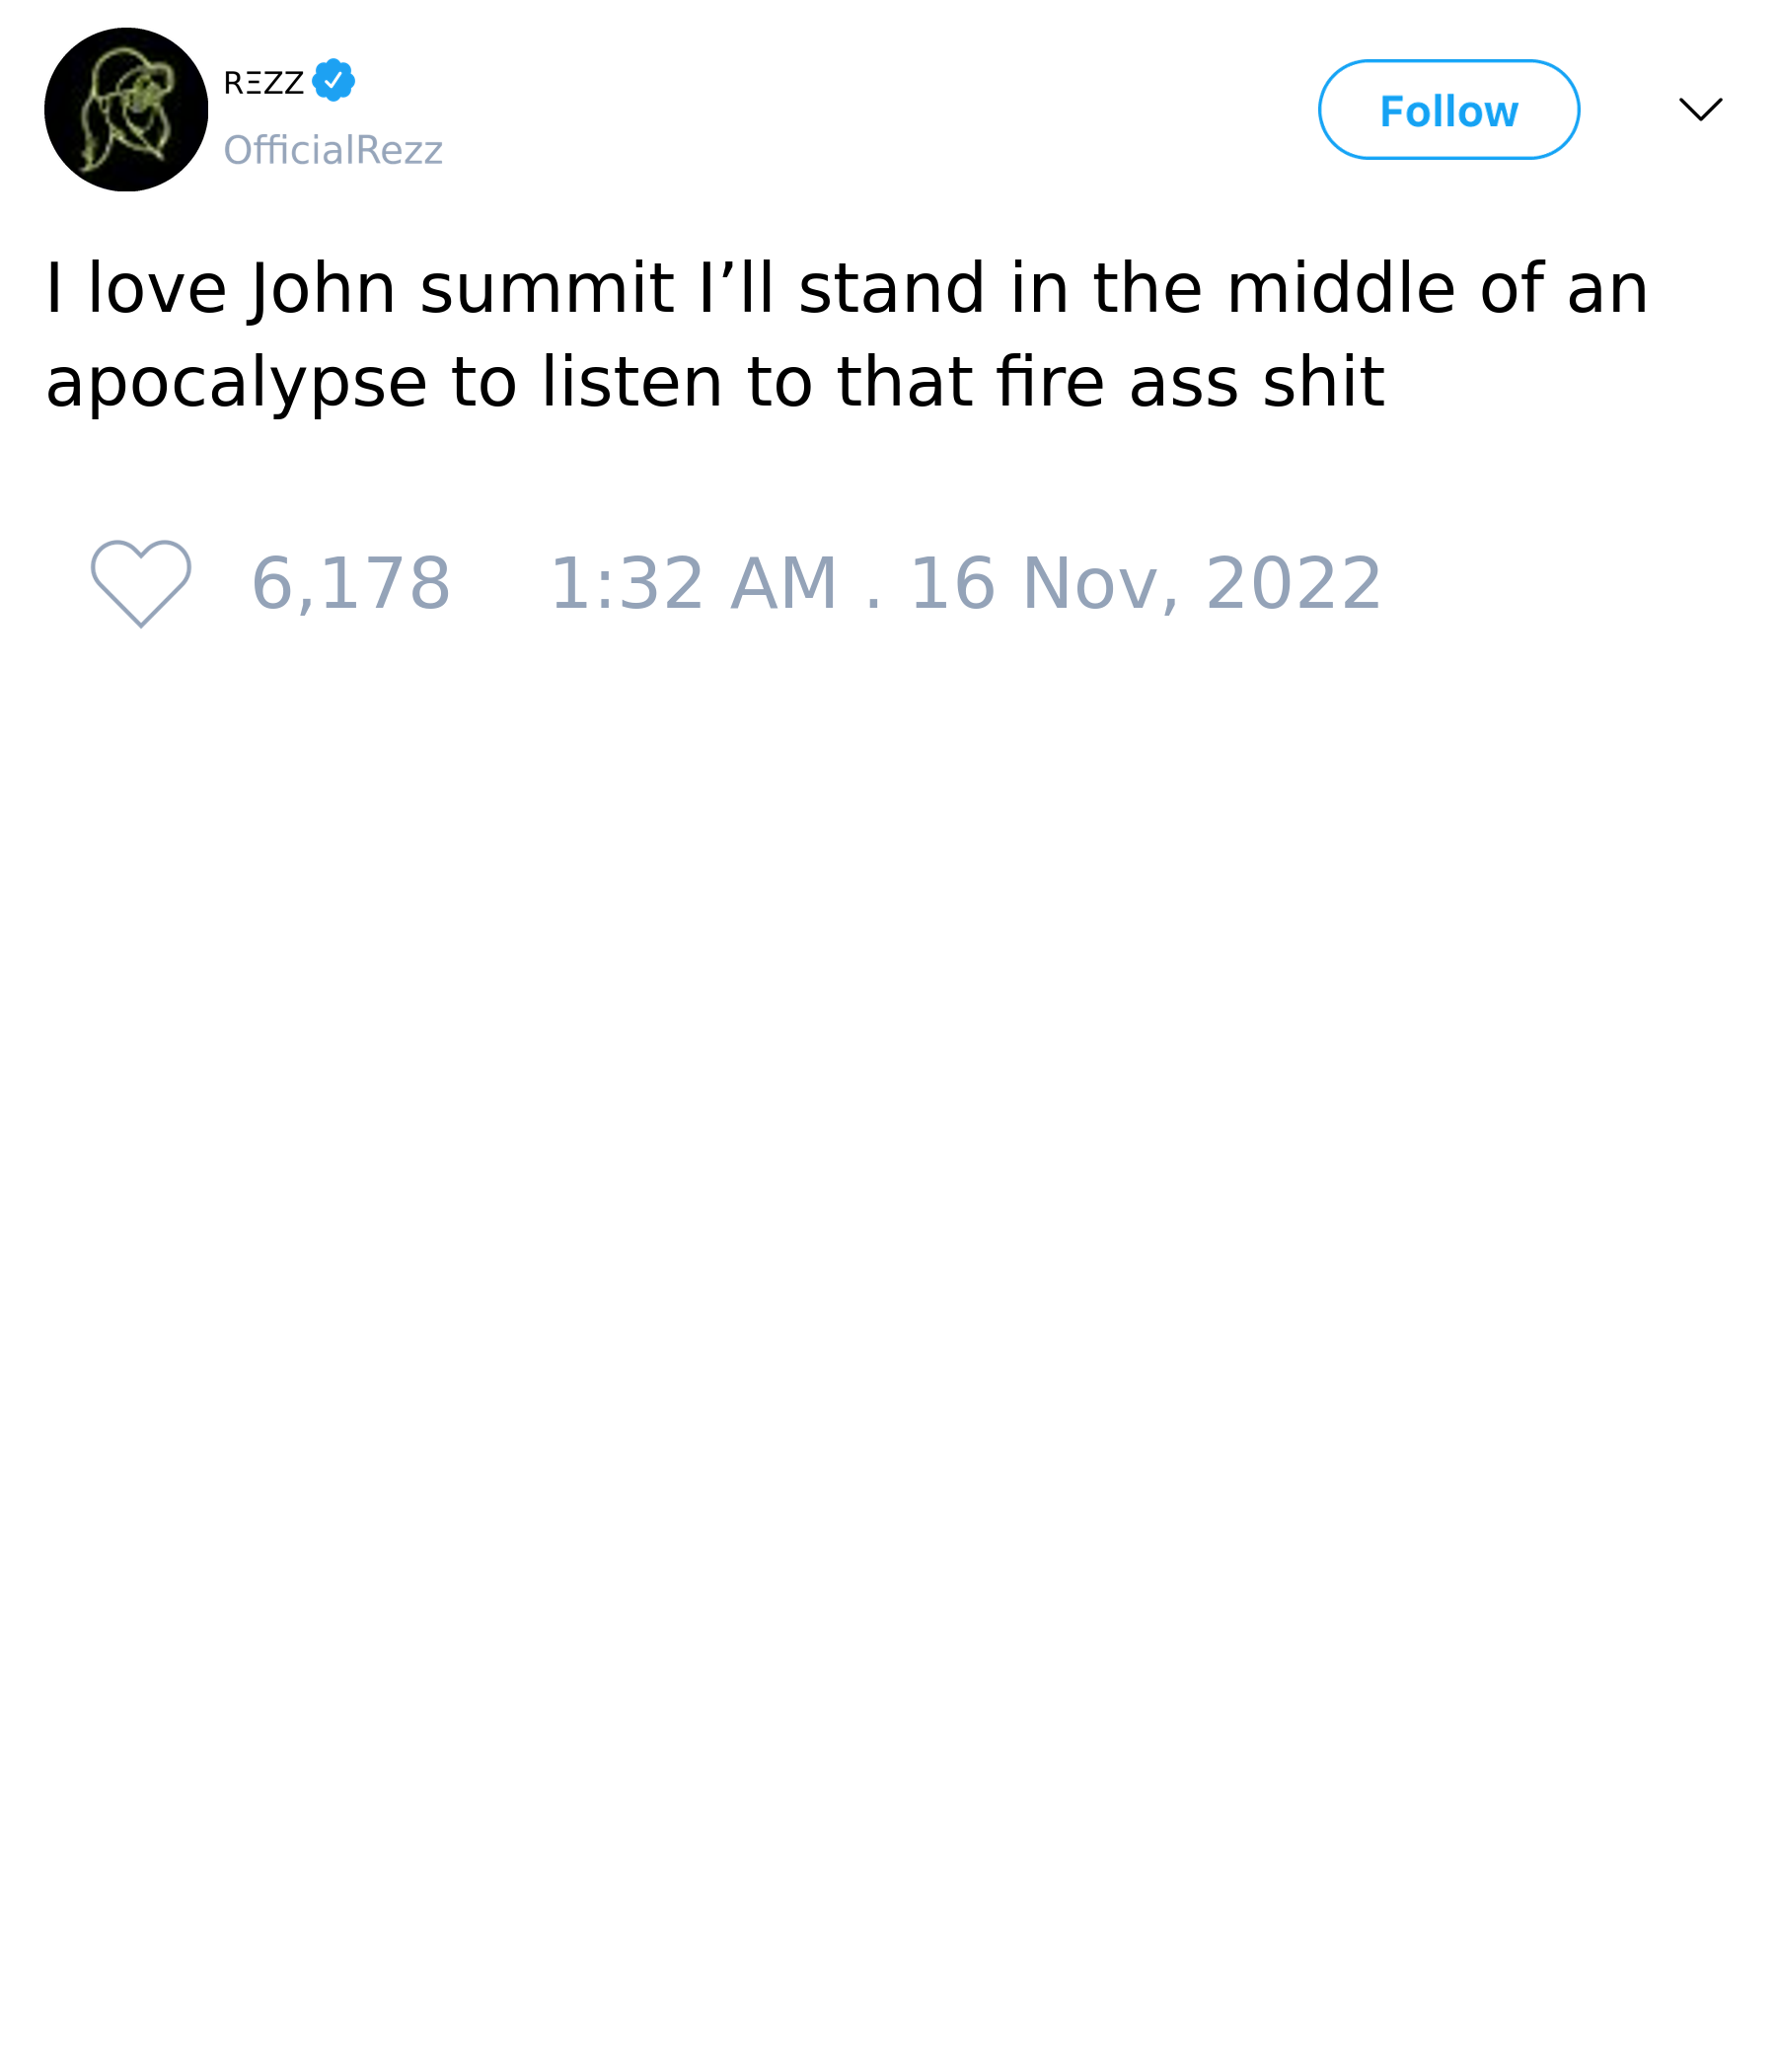 RΞZZ
OfficialRezz
Follow
I love John summit I’ll stand in the middle of an
apocalypse to listen to that fire ass shit
6,178 1:32 AM . 16 Nov, 2022